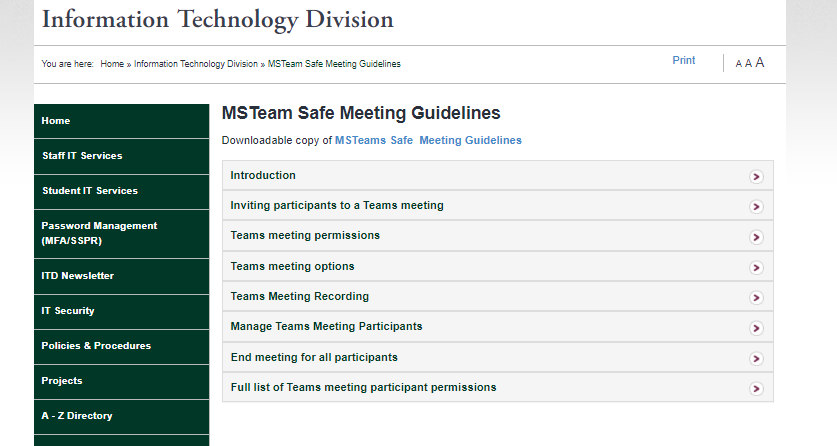 Information Technology Division
You are here: Home » Information Technology Division » MSTeam Safe Meeting Guidelines
Print
A A A
Home
Staff IT Services
Student IT Services
Password Management
(MFA/SSPR)
ITD Newsletter
IT Security
Policies & Procedures
Projects
A - Z Directory
MSTeam Safe Meeting Guidelines
Downloadable copy of MSTeams Safe  Meeting Guidelines
Introduction
Inviting participants to a Teams meeting
Teams meeting permissions
Teams meeting options
Teams Meeting Recording
Manage Teams Meeting Participants
End meeting for all participants
Full list of Teams meeting participant permissions